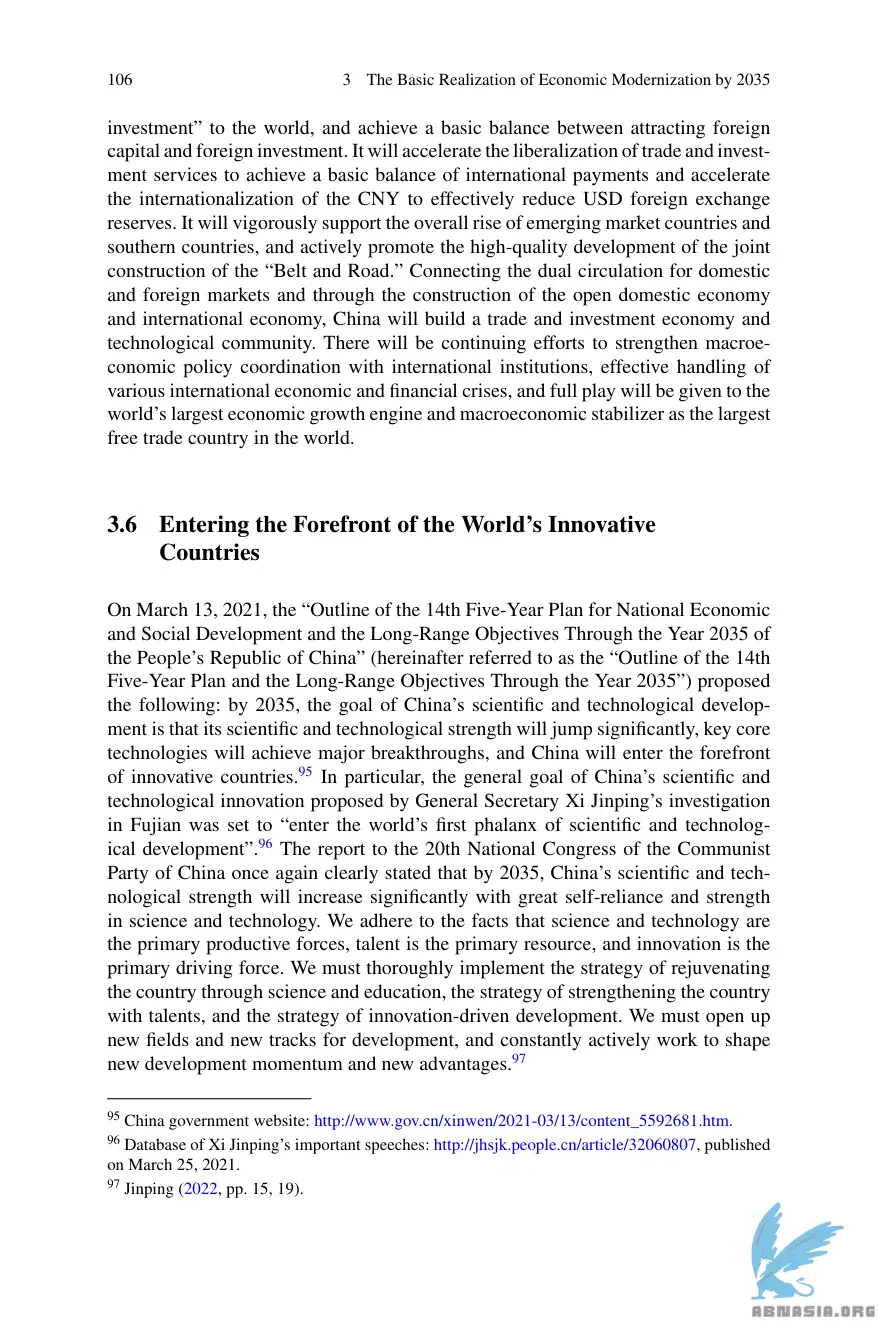 106 3 The Basic Realization of Economic Modernization by 2035
investment” to the world, and achieve a basic balance between attracting foreign
capital and foreign investment. It will accelerate the liberalization of trade and invest-
ment services to achieve a basic balance of international payments and accelerate
the internationalization of the CNY to effectively reduce USD foreign exchange
reserves. It will vigorously support the overall rise of emerging market countries and
southern countries, and actively promote the high-quality development of the joint
construction of the “Belt and Road.” Connecting the dual circulation for domestic
and foreign markets and through the construction of the open domestic economy
and international economy, China will build a trade and investment economy and
technological community. There will be continuing efforts to strengthen macroe-
conomic policy coordination with international institutions, effective handling of
various international economic and financial crises, and full play will be given to the
world’s largest economic growth engine and macroeconomic stabilizer as the largest
free trade country in the world.
3.6 Entering the Forefront of the World’s Innovative
Countries
On March 13, 2021, the “Outline of the 14th Five-Year Plan for National Economic
and Social Development and the Long-Range Objectives Through the Year 2035 of
the People’s Republic of China” (hereinafter referred to as the “Outline of the 14th
Five-Year Plan and the Long-Range Objectives Through the Year 2035”) proposed
the following: by 2035, the goal of China’s scientific and technological develop-
ment is that its scientific and technological strength will jump significantly, key core
technologies will achieve major breakthroughs, and China will enter the forefront
of innovative countries.95 In particular, the general goal of China’s scientific and
technological innovation proposed by General Secretary Xi Jinping’s investigation
in Fujian was set to “enter the world’s first phalanx of scientific and technolog-
ical development”.96 The report to the 20th National Congress of the Communist
Party of China once again clearly stated that by 2035, China’s scientific and tech-
nological strength will increase significantly with great self-reliance and strength
in science and technology. We adhere to the facts that science and technology are
the primary productive forces, talent is the primary resource, and innovation is the
primary driving force. We must thoroughly implement the strategy of rejuvenating
the country through science and education, the strategy of strengthening the country
with talents, and the strategy of innovation-driven development. We must open up
new fields and new tracks for development, and constantly actively work to shape
new development momentum and new advantages.97
95 China government website: http://www.gov.cn/xinwen/2021-03/13/content_5592681.htm.
96 Database of Xi Jinping’s important speeches: http://jhsjk.people.cn/article/32060807, published
on March 25, 2021.
97 Jinping (2022, pp. 15, 19).
ABNASIA.ORG